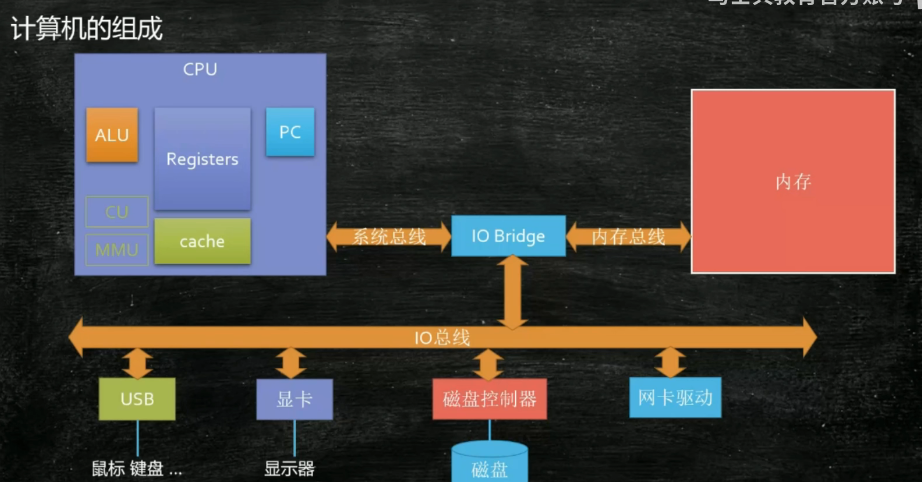 计算机的组成
CPU
ALU
Registers
PC
CU
MMU
cache
系统总线
IO Bridge
内存总线
内存
IO总线
USB
显卡
磁盘控制器
网卡驱动
鼠标 键盘 ...
显示器
磁盘